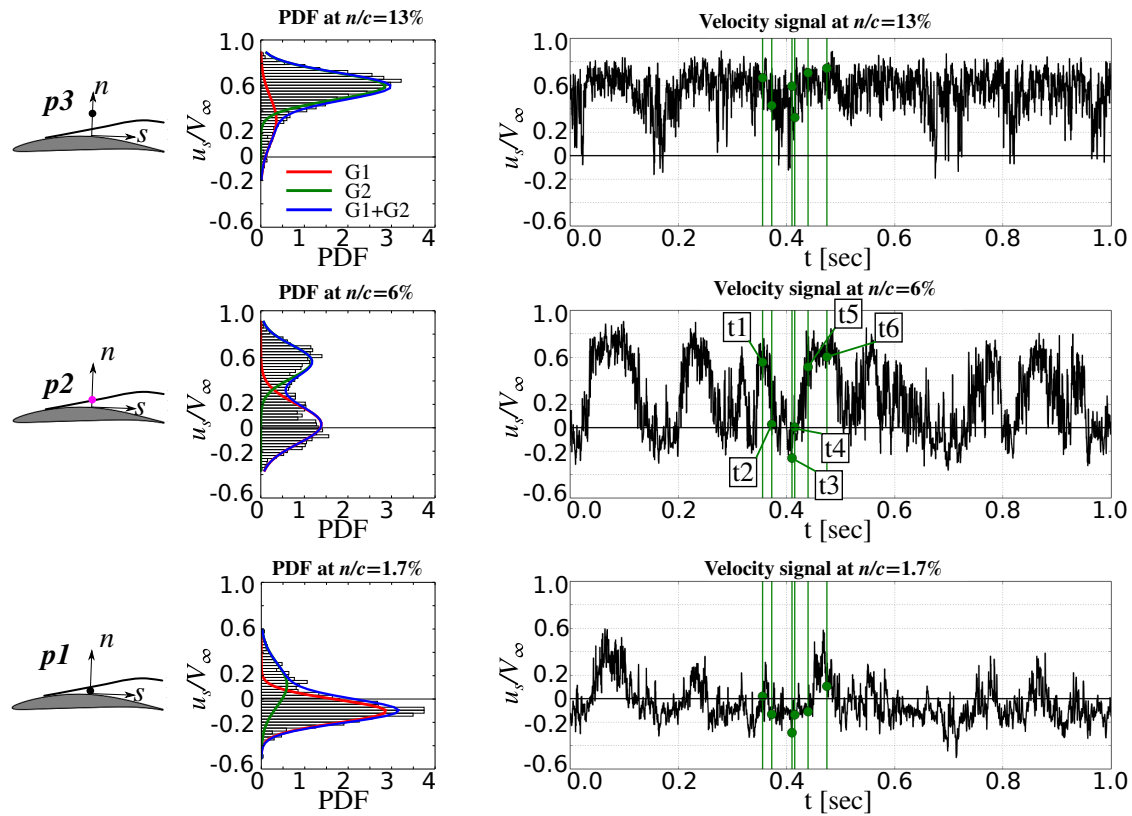 PDF at n/c=13%
Velocity signal at n/c=13%
p3
n
s
u_s/V_∞
1.0
0.6
0.2
0
-0.2
-0.6
G1
G2
G1+G2
0 1 2 3 4
PDF
u_s/V_∞
1.0
0.6
0.2
0
-0.2
-0.6
0.0 0.2 0.4 0.6 0.8 1.0
t [sec]
PDF at n/c=6%
Velocity signal at n/c=6%
p2
n
s
u_s/V_∞
1.0
0.6
0.2
0
-0.2
-0.6
0 1 2 3 4
PDF
u_s/V_∞
1.0
0.6
0.2
0
-0.2
-0.6
t1
t5
t6
t2
t4
t3
0.0 0.2 0.4 0.6 0.8 1.0
t [sec]
PDF at n/c=1.7%
Velocity signal at n/c=1.7%
p1
n
s
u_s/V_∞
1.0
0.6
0.2
0
-0.2
-0.6
0 1 2 3 4
PDF
u_s/V_∞
1.0
0.6
0.2
0
-0.2
-0.6
0.0 0.2 0.4 0.6 0.8 1.0
t [sec]